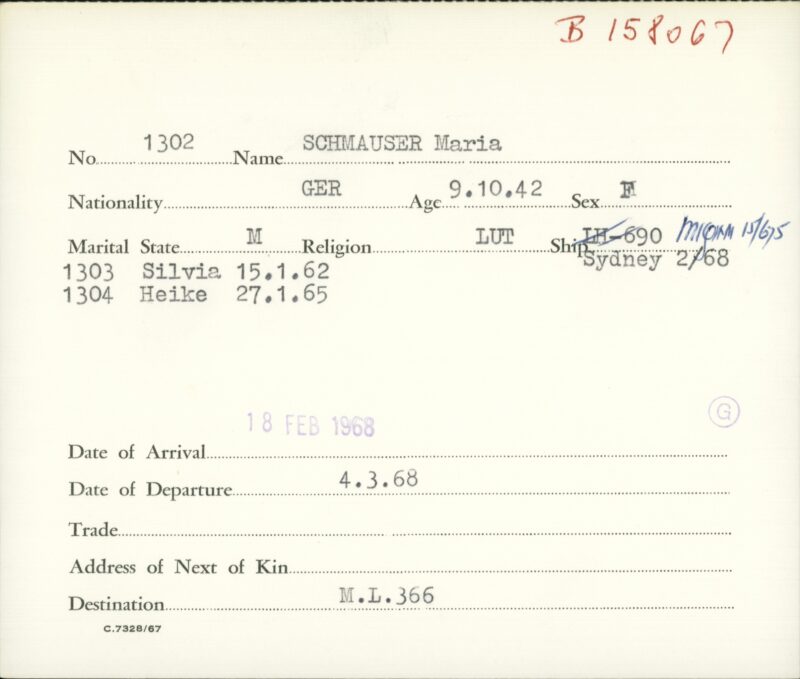 B 158067
No. 1302 Name SCHMAUSER Maria
Nationality GER Age 9.10.42 Sex F
Marital State M Religion LUT Ship LH-690
Sydney 2/68
1303 Silvia 15.1.62
1304 Heike 27.1.65
18 FEB 1968
G
Date of Arrival
Date of Departure 4.3.68
Trade
Address of Next of Kin
Destination M.L.366
C.7328/67